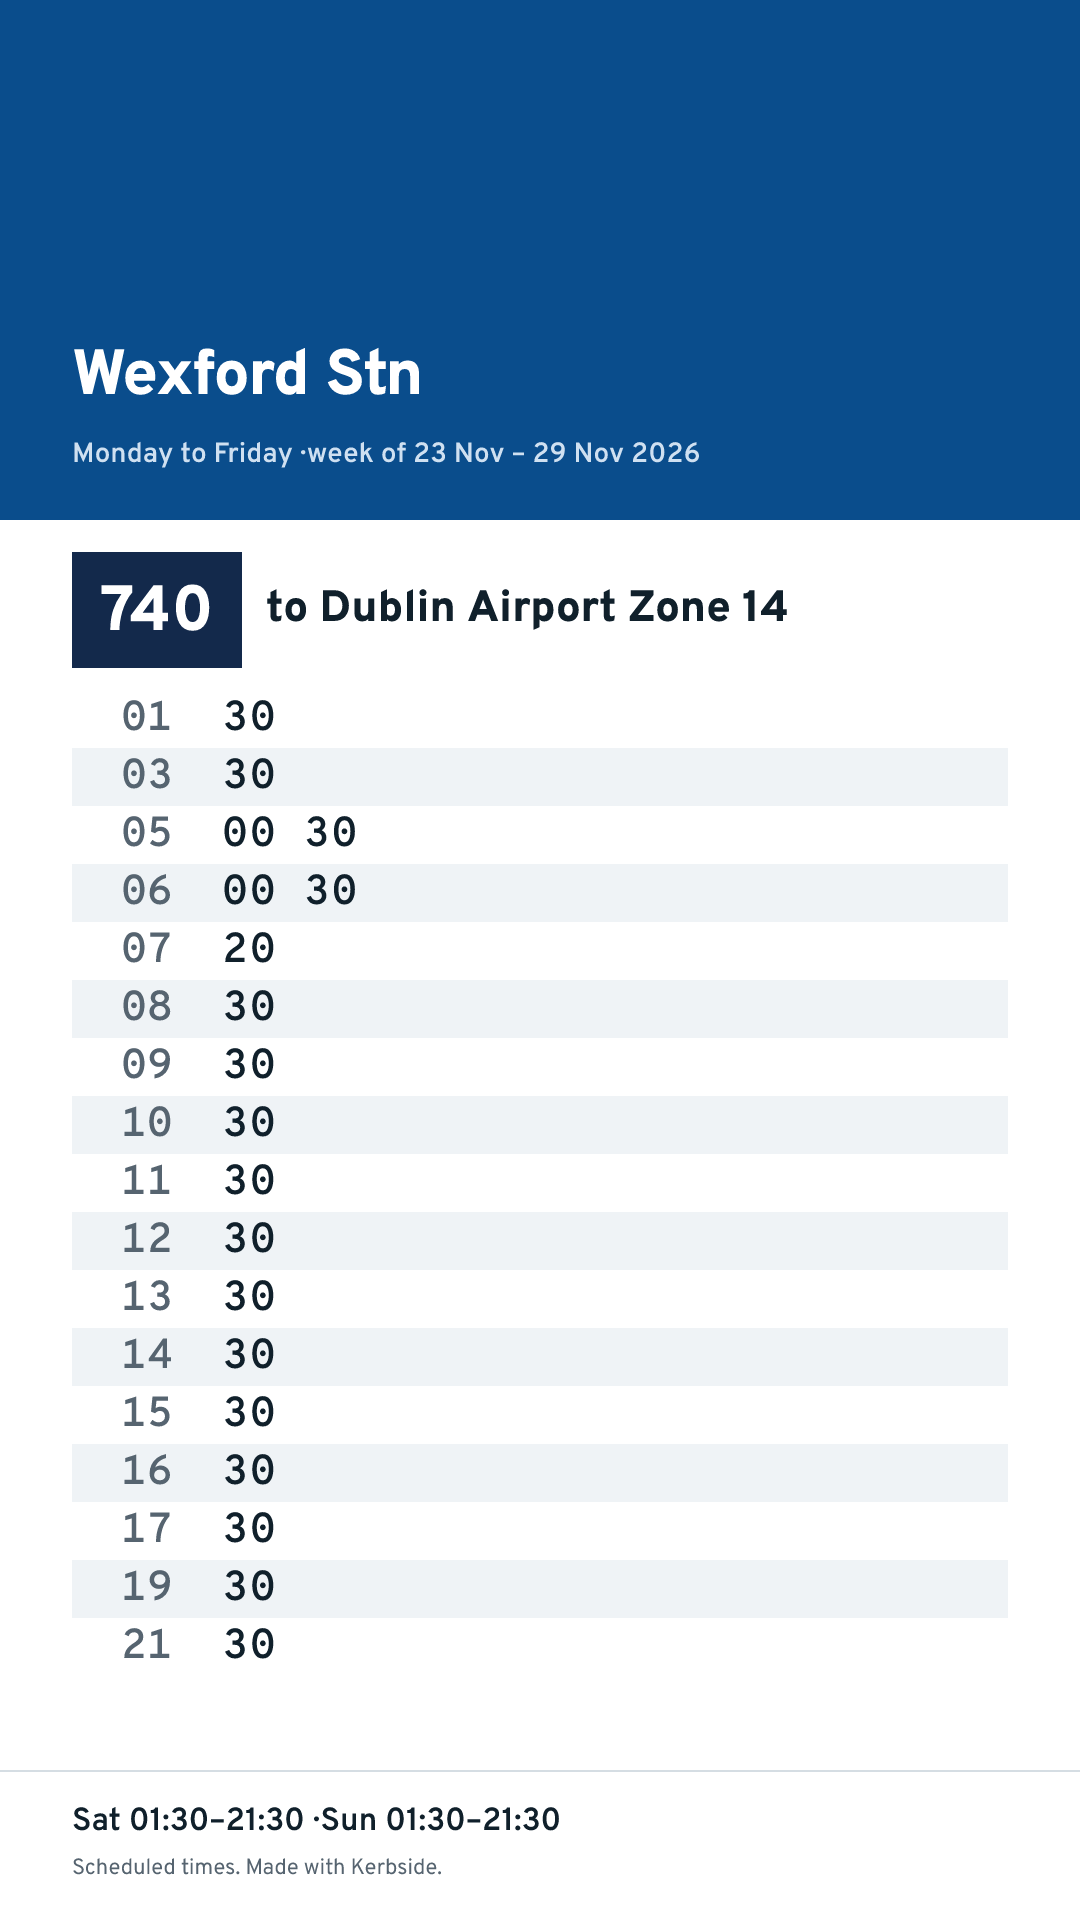 Wexford Stn
Monday to Friday ·week of 23 Nov – 29 Nov 2026
740 to Dublin Airport Zone 14
01 30
03 30
05 00 30
06 00 30
07 20
08 30
09 30
10 30
11 30
12 30
13 30
14 30
15 30
16 30
17 30
19 30
21 30
Sat 01:30–21:30 ·Sun 01:30–21:30
Scheduled times. Made with Kerbside.